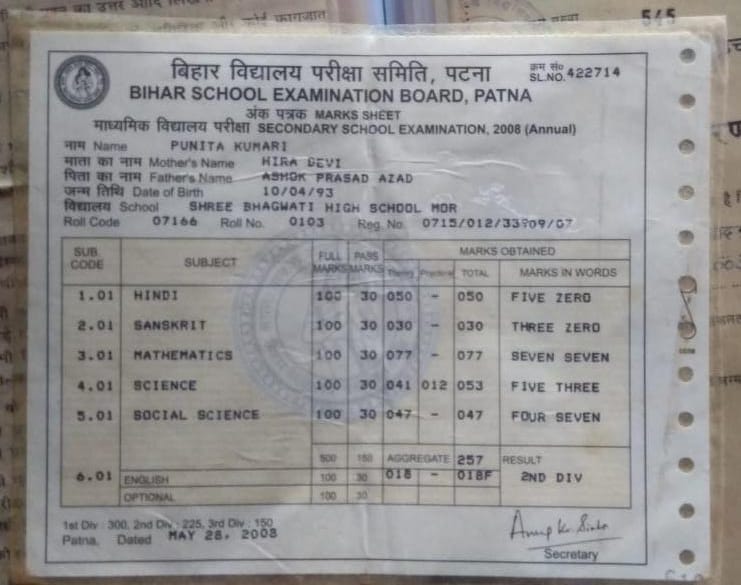 545
बिहार विद्यालय परीक्षा समिति, पटना
क्रम सं०
SL.NO. 422714
BIHAR SCHOOL EXAMINATION BOARD, PATNA
अंक पत्रक MARKS SHEET
माध्यमिक विद्यालय परीक्षा SECONDARY SCHOOL EXAMINATION, 2008 (Annual)
नाम Name PUNITA KUMARI
माता का नाम Mother's Name HIRA DEVI
पिता का नाम Father's Name ASHOK PRASAD AZAD
जन्म तिथि Date of Birth 10/04/93
विद्यालय School SHREE BHAGWATI HIGH SCHOOL MOR
Roll Code 07166 Roll No. 0103 Reg. No. 0715/012/33909/07
SUB. CODE SUBJECT FULL MARKS PASS MARKS MARKS OBTAINED
Theory Practical TOTAL MARKS IN WORDS
1.01 HINDI 100 30 050 - 050 FIVE ZERO
2.01 SANSKRIT 100 30 030 - 030 THREE ZERO
3.01 MATHEMATICS 100 30 077 - 077 SEVEN SEVEN
4.01 SCIENCE 100 30 041 012 053 FIVE THREE
5.01 SOCIAL SCIENCE 100 30 047 - 047 FOUR SEVEN
500 150 AGGREGATE 257 RESULT
6.01 ENGLISH 100 30 018 - 018F 2ND DIV
OPTIONAL 100 30
1st Div : 300, 2nd Div : 225, 3rd Div : 150
Patna, Dated MAY 28, 2008
Secretary